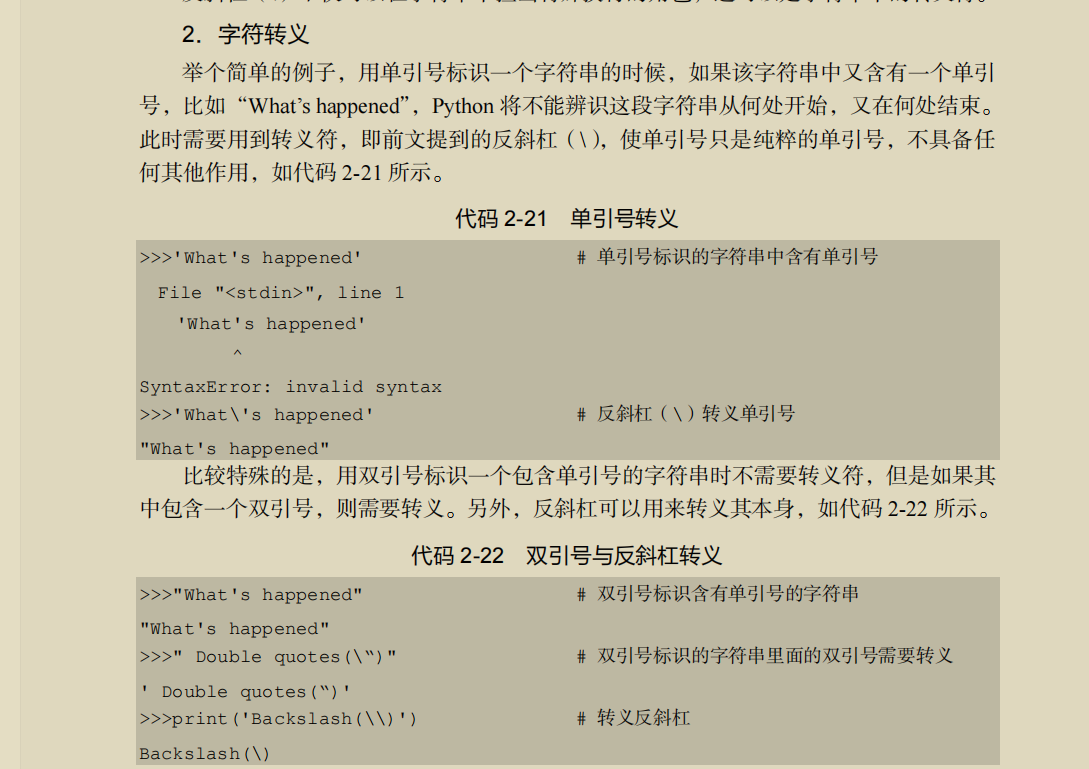 2．字符转义
举个简单的例子，用单引号标识一个字符串的时候，如果该字符串中又含有一个单引
号，比如“What’s happened”，Python 将不能辨识这段字符串从何处开始，又在何处结束。
此时需要用到转义符，即前文提到的反斜杠（\），使单引号只是纯粹的单引号，不具备任
何其他作用，如代码 2-21 所示。
代码 2-21　单引号转义
>>>'What's happened' # 单引号标识的字符串中含有单引号
File "<stdin>", line 1
'What's happened'
^
SyntaxError: invalid syntax
>>>'What\'s happened' # 反斜杠（\）转义单引号
"What's happened"
比较特殊的是，用双引号标识一个包含单引号的字符串时不需要转义符，但是如果其
中包含一个双引号，则需要转义。另外，反斜杠可以用来转义其本身，如代码 2-22 所示。
代码 2-22　双引号与反斜杠转义
>>>"What's happened" # 双引号标识含有单引号的字符串
"What's happened"
>>>" Double quotes(\“)" # 双引号标识的字符串里面的双引号需要转义
' Double quotes(“)'
>>>print('Backslash(\\)') # 转义反斜杠
Backslash(\)